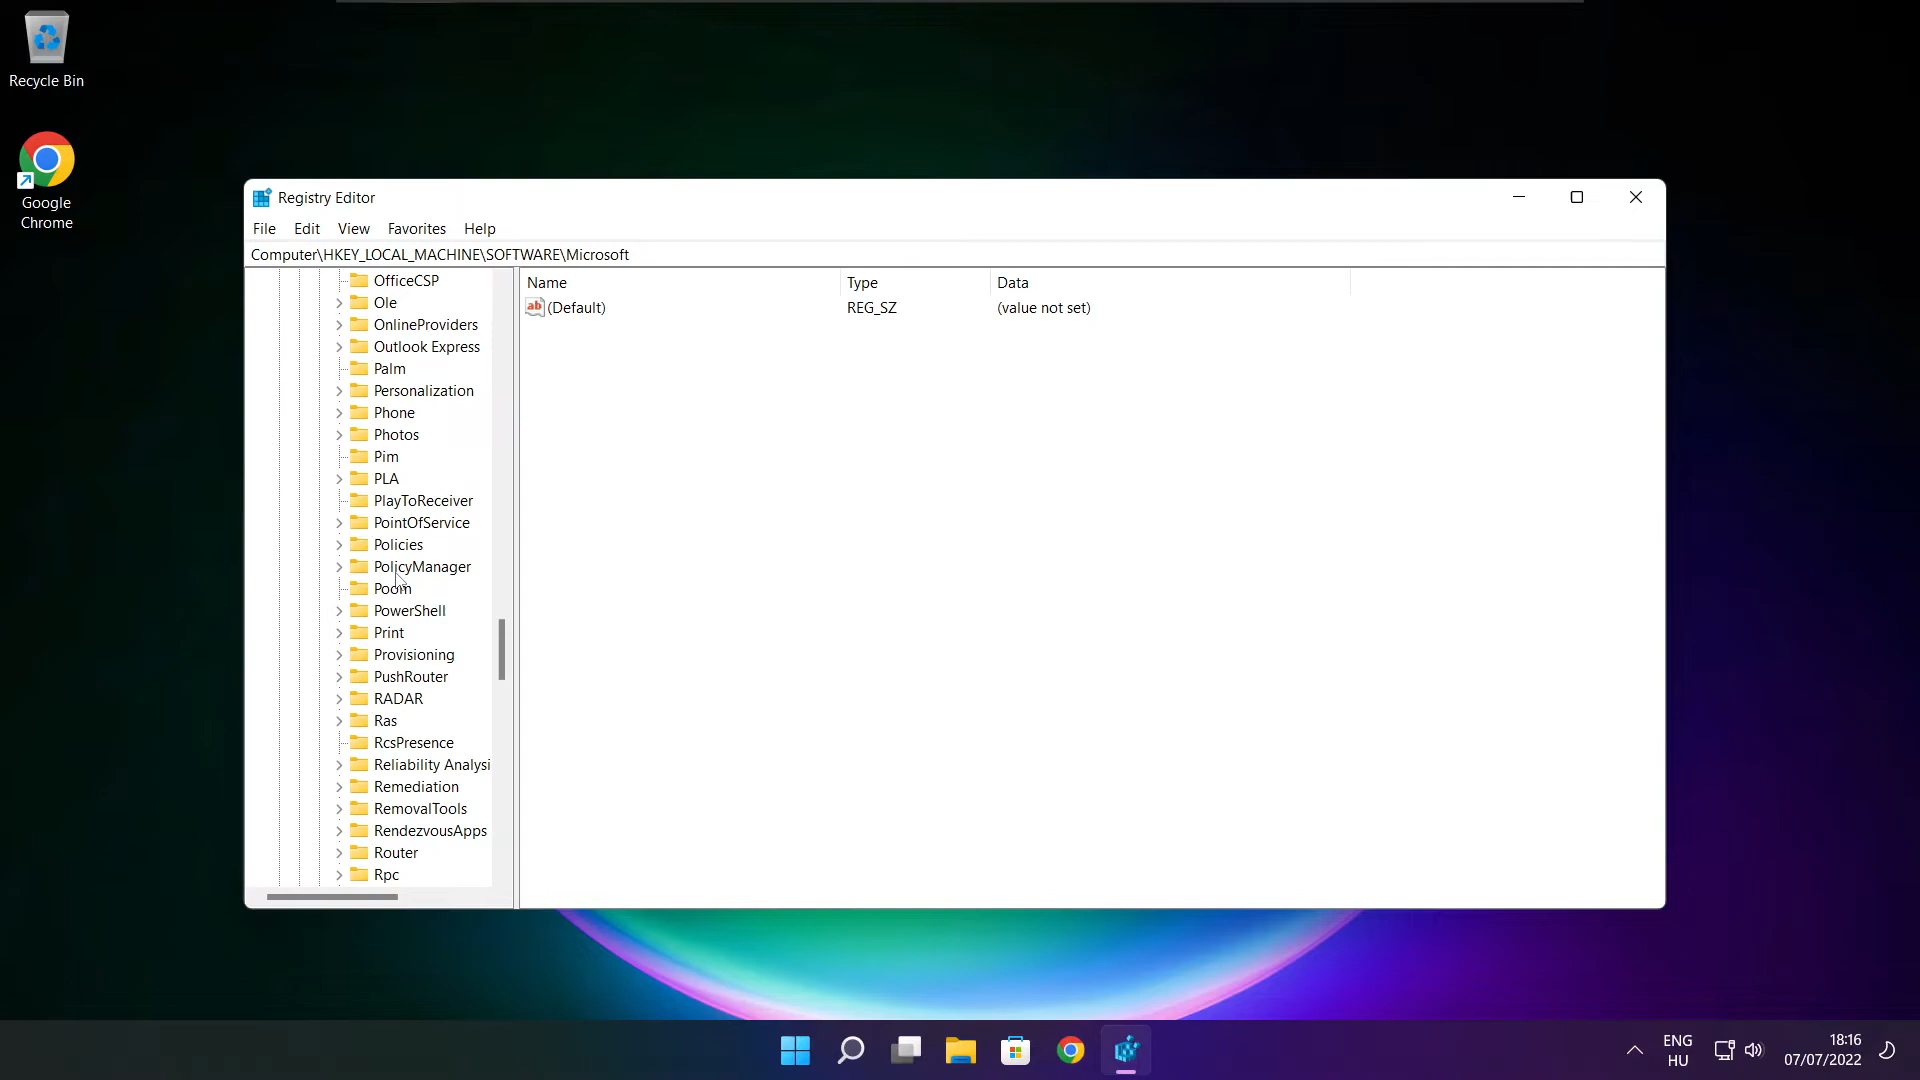 Recycle Bin
Google
Chrome
Registry Editor
File Edit View Favorites Help
Computer\HKEY_LOCAL_MACHINE\SOFTWARE\Microsoft
Name Type Data
ab (Default) REG_SZ (value not set)
OfficeCSP
Ole
OnlineProviders
Outlook Express
Palm
Personalization
Phone
Photos
Pim
PLA
PlayToReceiver
PointOfService
Policies
PolicyManager
Poom
PowerShell
Print
Provisioning
PushRouter
RADAR
Ras
RcsPresence
Reliability Analysi
Remediation
RemovalTools
RendezvousApps
Router
Rpc
ENG
HU
18:16
07/07/2022